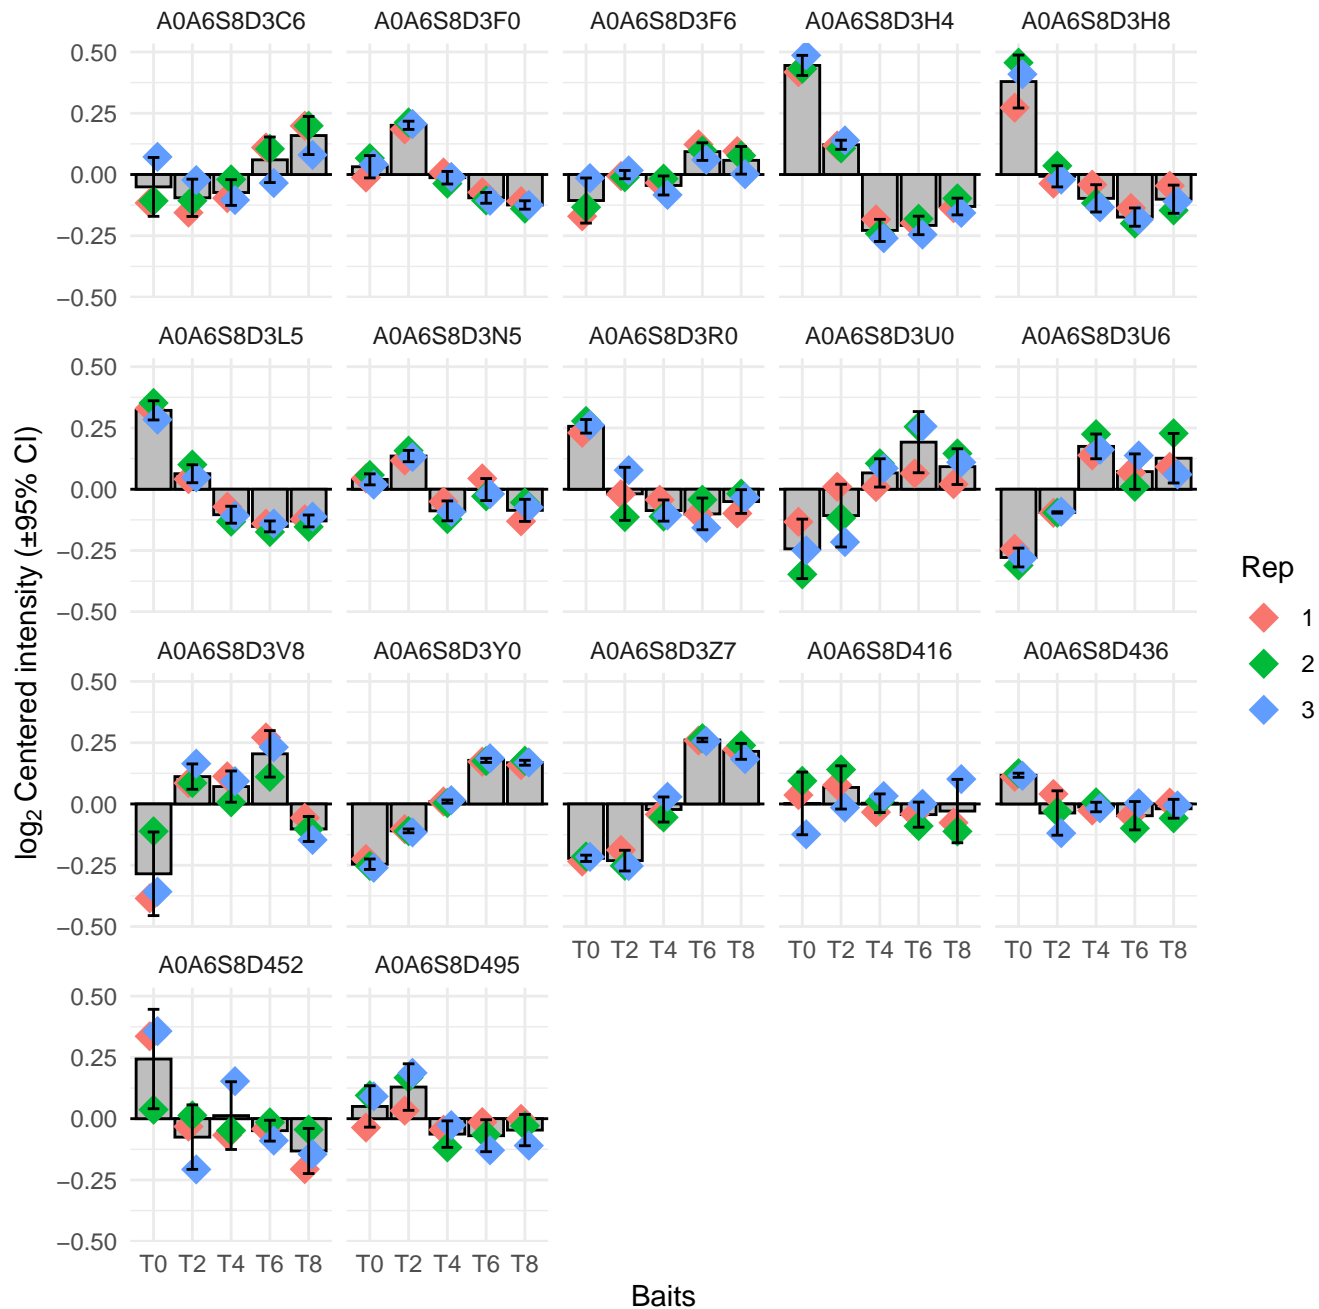 A0A6S8D3C6 A0A6S8D3F0 A0A6S8D3F6 A0A6S8D3H4 A0A6S8D3H8
0.50
0.25
0.00
−0.25
−0.50
A0A6S8D3L5 A0A6S8D3N5 A0A6S8D3R0 A0A6S8D3U0 A0A6S8D3U6
0.50
0.25
0.00
−0.25
−0.50
A0A6S8D3V8 A0A6S8D3Y0 A0A6S8D3Z7 A0A6S8D416 A0A6S8D436
0.50
0.25
0.00
−0.25
−0.50
T0 T2 T4 T6 T8 T0 T2 T4 T6 T8 T0 T2 T4 T6 T8
A0A6S8D452 A0A6S8D495
0.50
0.25
0.00
−0.25
−0.50
T0 T2 T4 T6 T8 T0 T2 T4 T6 T8
Baits
log₂ Centered intensity (±95% CI)
Rep
1
2
3